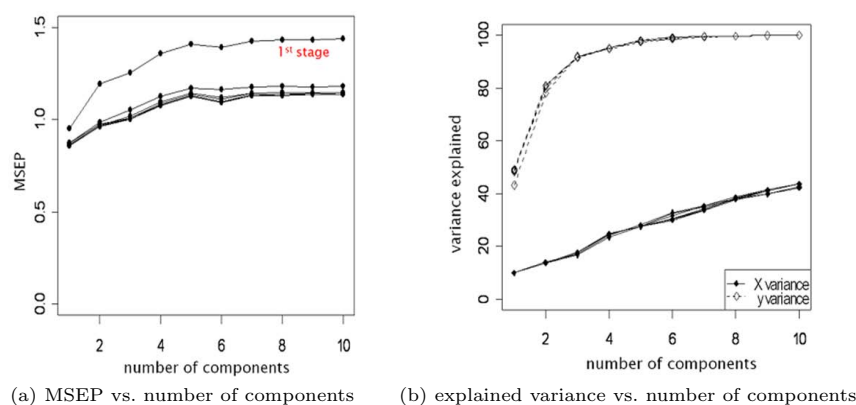 MSEP
0.0
0.5
1.0
1.5
1st stage
2 4 6 8 10
number of components
(a) MSEP vs. number of components
variance explained
0
20
40
60
80
100
X variance
y variance
2 4 6 8 10
number of components
(b) explained variance vs. number of components